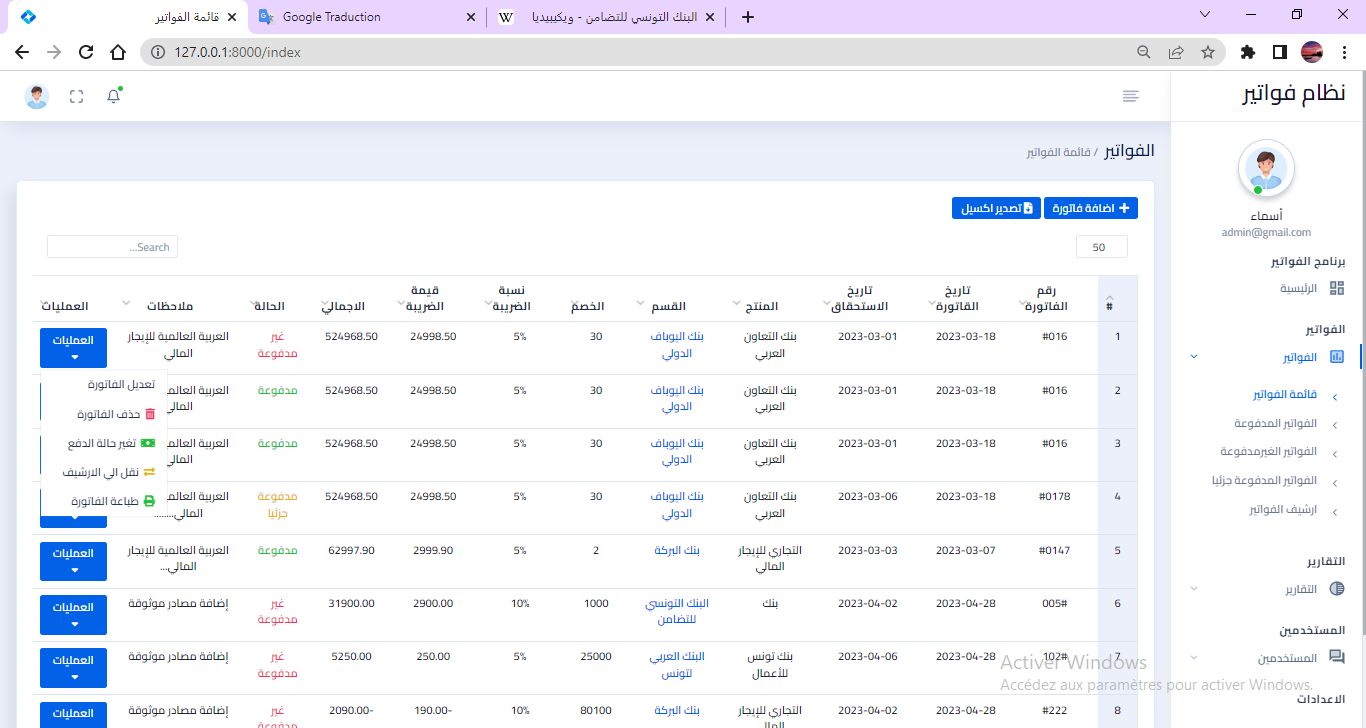 قائمة الفواتير
Google Traduction
البنك التونسي للتضامن - ويكيبيديا
127.0.0.1:8000/index
نظام فواتير
أسماء
admin@gmail.com
برنامج الفواتير
الرئيسية
الفواتير
الفواتير
قائمة الفواتير
الفواتير المدفوعة
الفواتير الغيرمدفوعة
الفواتير المدفوعة جزئيا
ارشيف الفواتير
التقارير
التقارير
المستخدمين
المستخدمين
الاعدادات
الفواتير / قائمة الفواتير
اضافة فاتورة
تصدير اكسيل
50
Search...
# رقم الفاتورة تاريخ القاتورة تاريخ الاستحقاق المنتج القسم الخصم نسبة الضريبة قيمة الضريبة الاجمالي الحالة ملاحظات العمليات
1 #016 2023-03-18 2023-03-01 بنك التعاون العربي بنك اليوباف الدولي 30 5% 24998.50 524968.50 غير مدفوعة العربية العالمية للإيجار المالي العمليات
2 #016 2023-03-18 2023-03-01 بنك التعاون العربي بنك اليوباف الدولي 30 5% 24998.50 524968.50 مدفوعة العربية العالمية المالي
3 #016 2023-03-18 2023-03-01 بنك التعاون العربي بنك اليوباف الدولي 30 5% 24998.50 524968.50 مدفوعة العربية العالمية المالي
4 #0178 2023-03-18 2023-03-06 بنك التعاون العربي بنك اليوباف الدولي 30 5% 24998.50 524968.50 مدفوعة جزئيا العربية العالمية المالي........
5 #0147 2023-03-07 2023-03-03 التجاري للإيجار المالي بنك البركة 2 5% 2999.90 62997.90 مدفوعة العربية العالمية للإيجار المالي... العمليات
6 005# 2023-04-28 2023-04-02 بنك البنك التونسي للتضامن 1000 10% 2900.00 31900.00 غير مدفوعة إضافة مصادر موثوقة العمليات
7 102# 2023-04-28 2023-04-06 بنك تونس للأعمال البنك العربي لتونس 25000 5% 250.00 5250.00 غير مدفوعة إضافة مصادر موثوقة العمليات
8 #222 2023-04-28 2023-04-02 التجاري للإيجار المالي بنك البركة 80100 10% 190.00- 2090.00- غير مدفوعة إضافة مصادر موثوقة العمليات
تعديل الفاتورة
حذف الفاتورة
تغير حالة الدفع
نقل الي الارشيف
طباعة الفاتورة
Activer Windows
Accédez aux paramètres pour activer Windows.